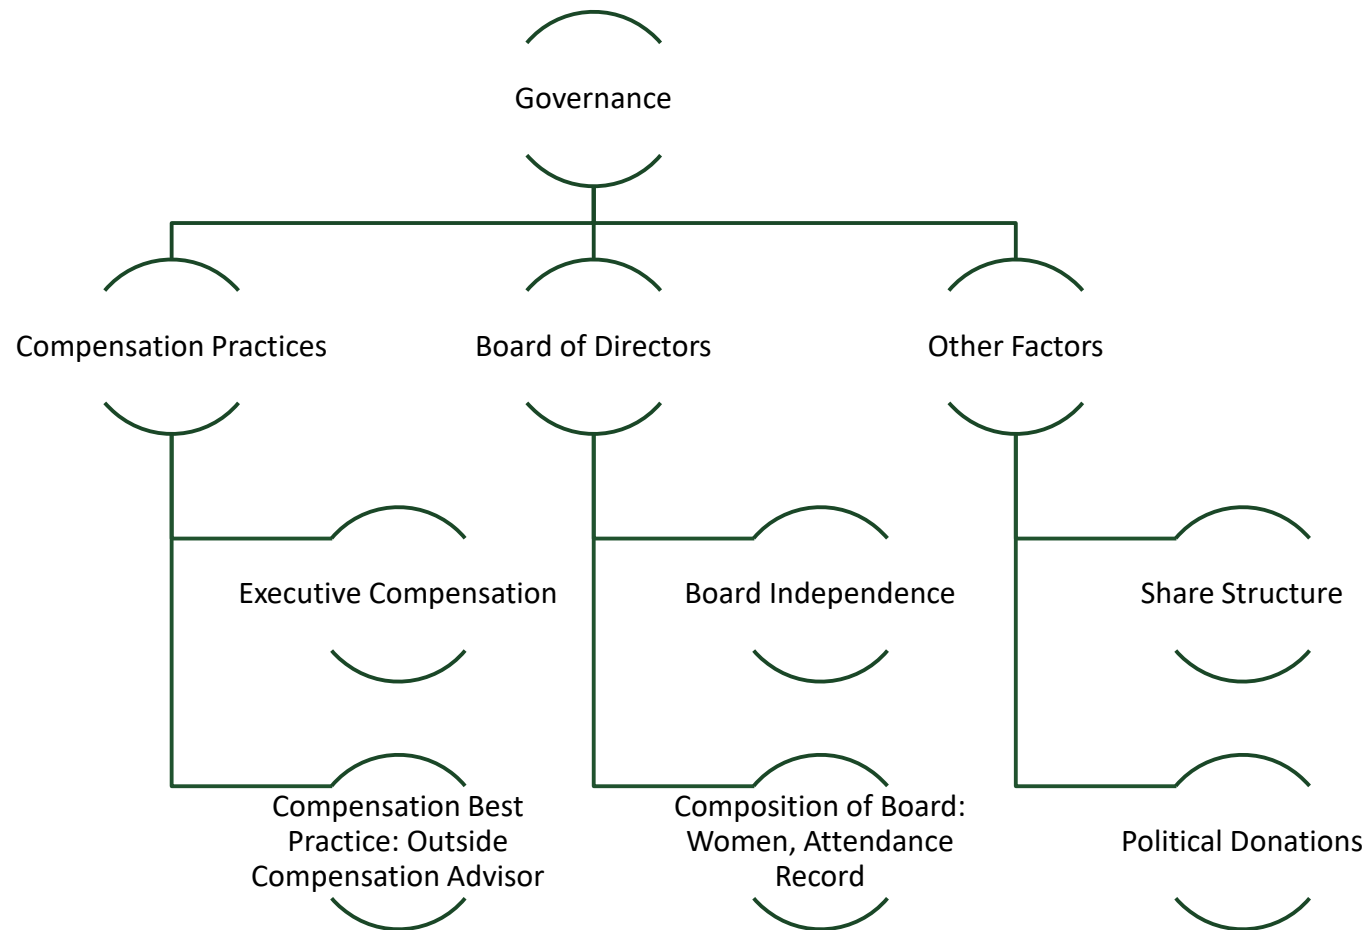 Governance
Compensation Practices
Board of Directors
Other Factors
Executive Compensation
Board Independence
Share Structure
Compensation Best
Practice: Outside
Compensation Advisor
Composition of Board:
Women, Attendance
Record
Political Donations